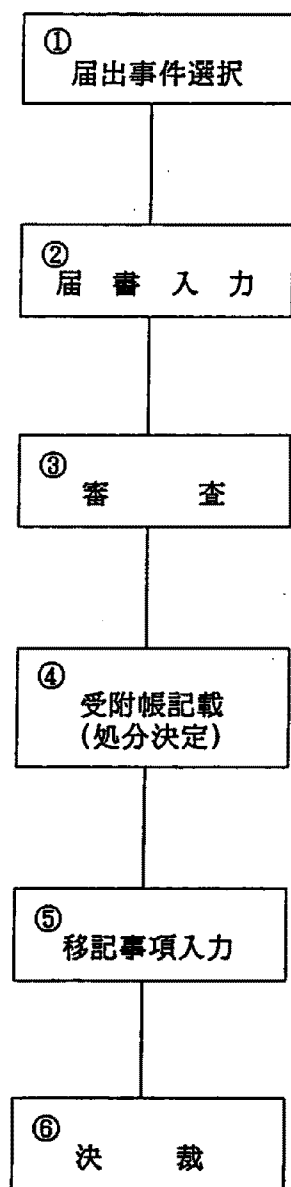 ①
届出事件選択
②
届　書　入　力
③
審　　査
④
受附帳記載
(処分決定)
⑤
移記事項入力
⑥
決　　裁